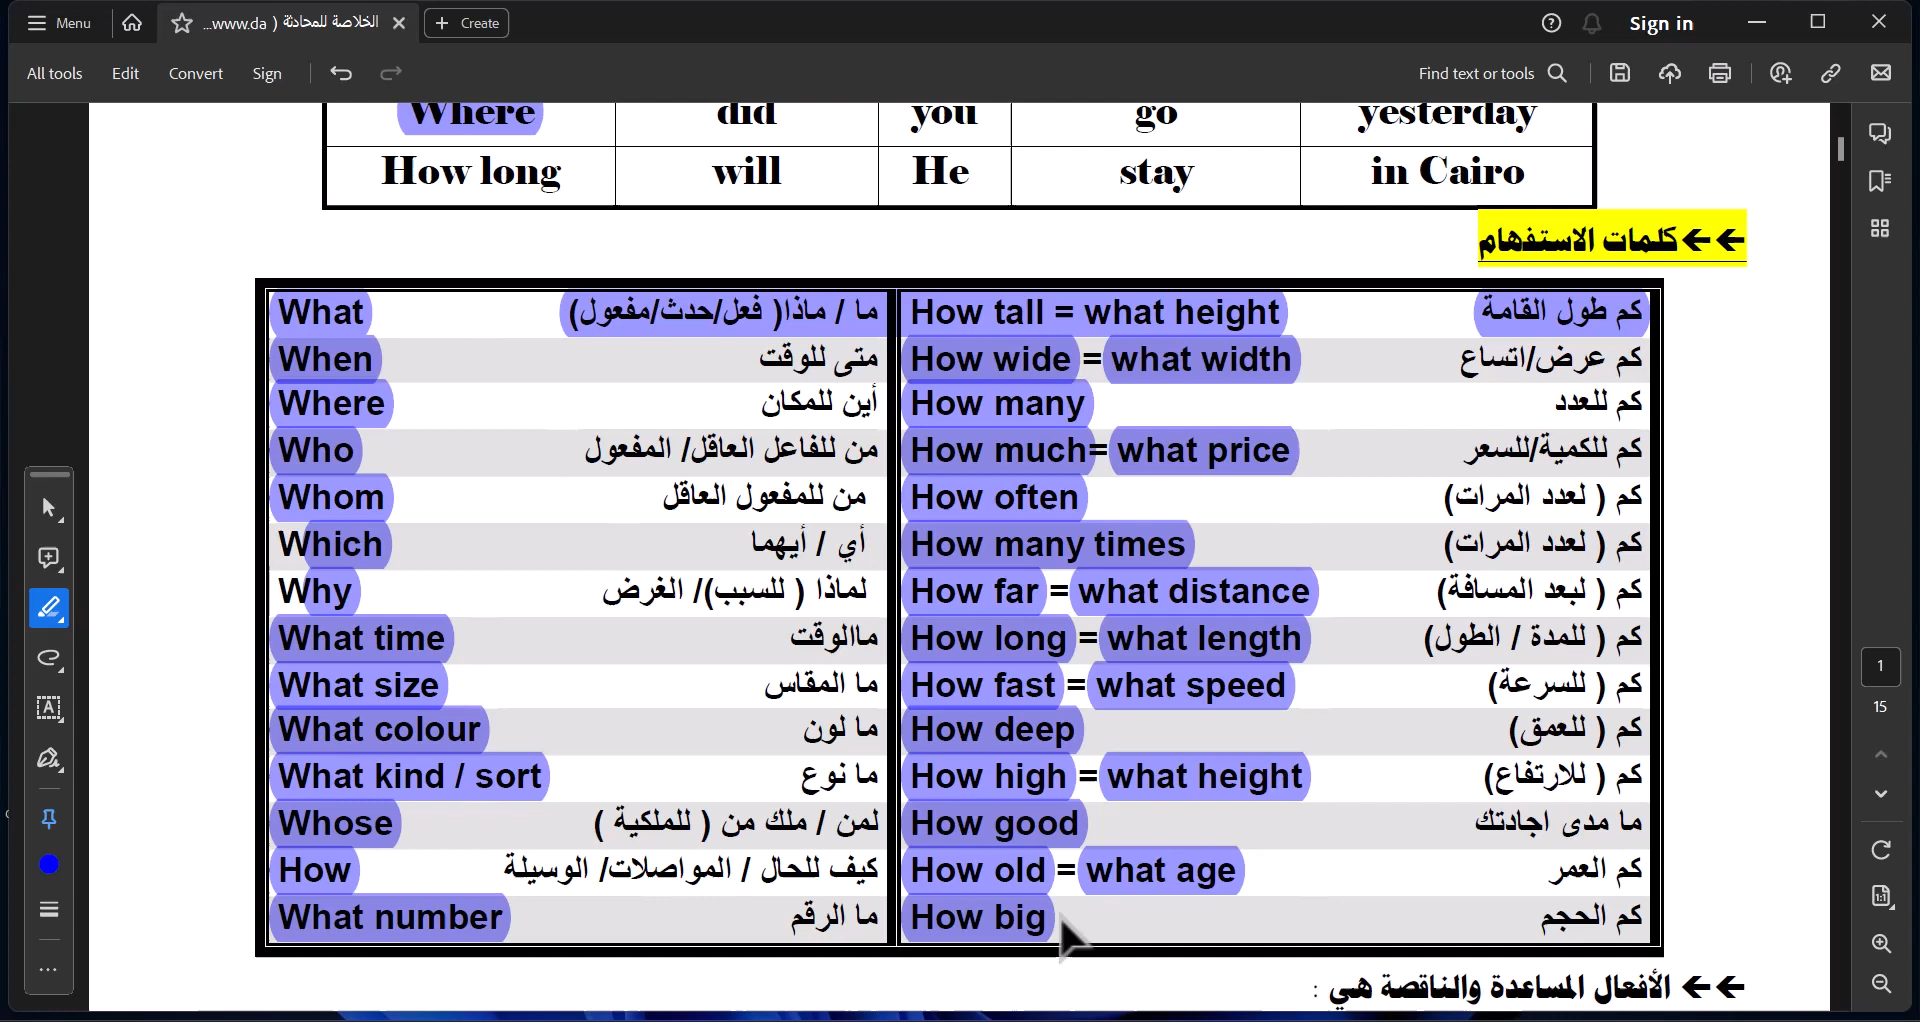 Menu
الخلاصة للمحادثة ( www.da...
Create
Sign in
All tools Edit Convert Sign
Find text or tools
Where did you go yesterday
How long will He stay in Cairo
كلمات الاستفهام
What ما / ماذا( فعل/حدث/مفعول) How tall = what height كم طول القامة
When متى للوقت How wide = what width كم عرض/اتساع
Where أين للمكان How many كم للعدد
Who من للفاعل العاقل/ المفعول How much= what price كم للكمية/للسعر
Whom من للمفعول العاقل How often كم ( لعدد المرات)
Which أي / أيهما How many times كم ( لعدد المرات)
Why لماذا ( للسبب)/ الغرض How far = what distance كم ( لبعد المسافة)
What time ماالوقت How long = what length كم ( للمدة / الطول)
What size ما المقاس How fast = what speed كم ( للسرعة)
What colour ما لون How deep كم ( للعمق)
What kind / sort ما نوع How high = what height كم ( للارتفاع)
Whose لمن / ملك من ( للملكية ) How good ما مدى اجادتك
How كيف للحال / المواصلات/ الوسيلة How old = what age كم العمر
What number ما الرقم How big كم الحجم
الأفعال المساعدة والناقصة هي :
1
15